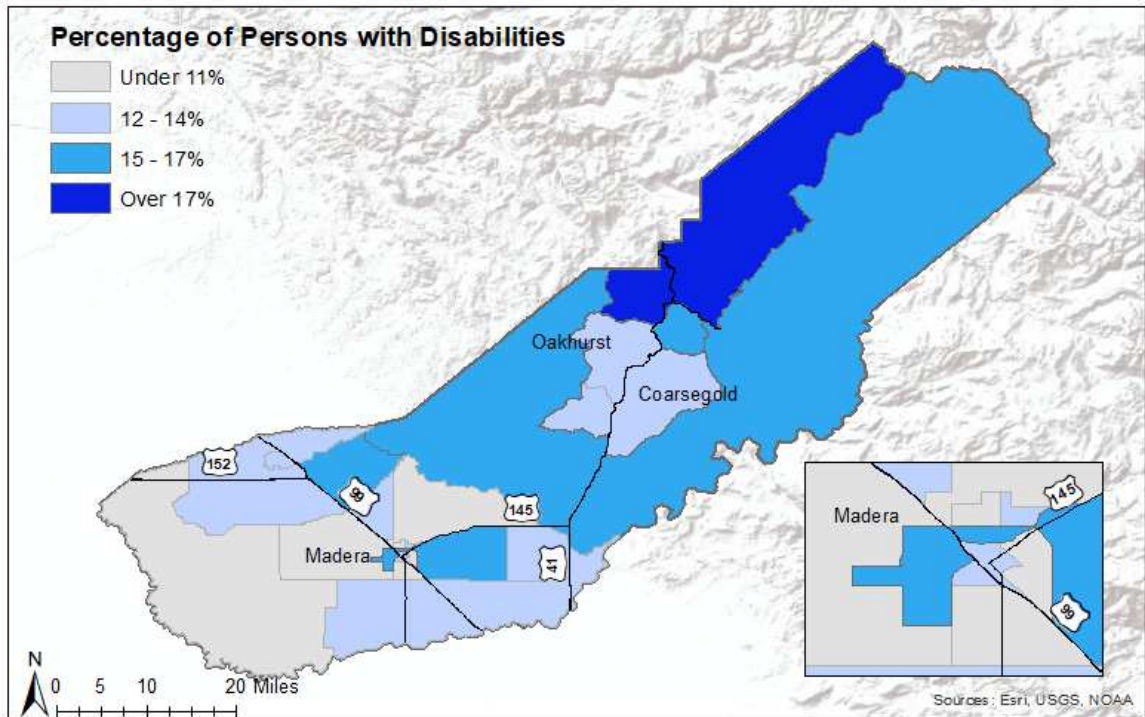 Percentage of Persons with Disabilities
Under 11%
12 - 14%
15 - 17%
Over 17%
Oakhurst
Coarsegold
152
99
145
Madera
41
Madera
145
99
N
0 5 10 20 Miles
Sources: Esri, USGS, NOAA